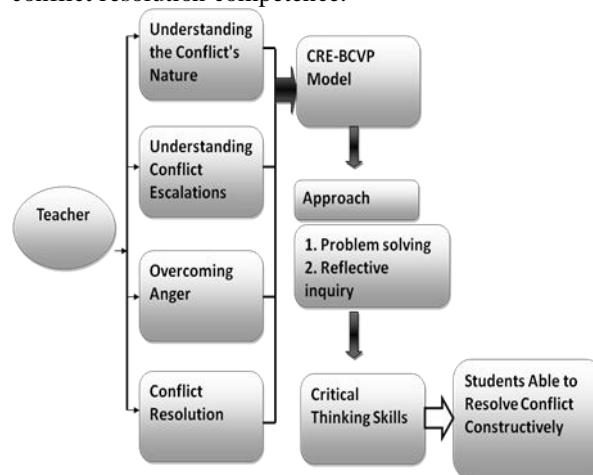 conflict resolution competence.
Understanding
the Conflict's
Nature
CRE-BCVP
Model
Understanding
Conflict
Escalations
Teacher
Approach
1. Problem solving
2. Reflective
inquiry
Overcoming
Anger
Conflict
Resolution
Critical
Thinking Skills
Students Able to
Resolve Conflict
Constructively